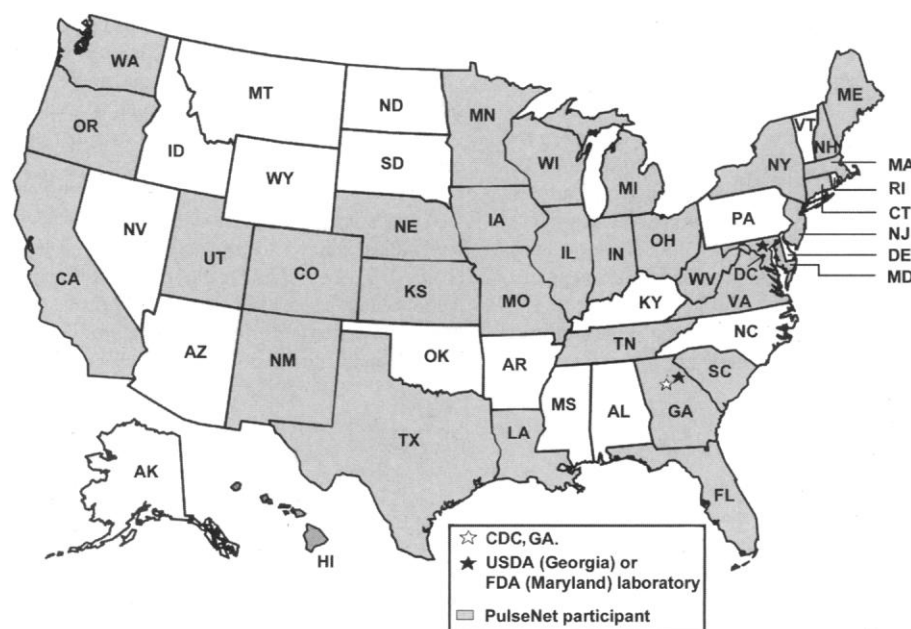 WA
MT
ND
MN
ME
VT
NH
OR
ID
SD
WI
NY
MA
WY
MI
RI
CT
NV
NE
IA
PA
NJ
UT
CO
IL
IN
OH
DE
CA
KS
MO
WV
DC
MD
KY
VA
AZ
NM
OK
AR
TN
NC
SC
MS
AL
GA
TX
LA
AK
FL
HI
CDC, GA.
USDA (Georgia) or
FDA (Maryland) laboratory
PulseNet participant